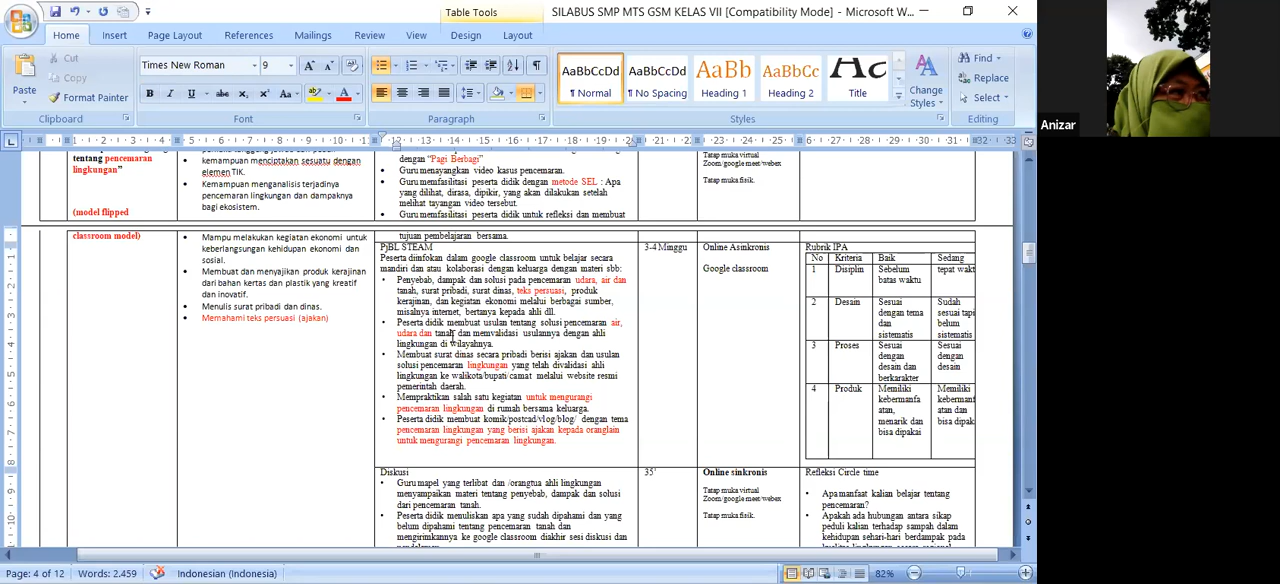 Table Tools
SILABUS SMP MTS GSM KELAS VII [Compatibility Mode] - Microsoft W...
Home
Insert
Page Layout
References
Mailings
Review
View
Design
Layout
Paste
Cut
Copy
Format Painter
Clipboard
Times New Roman
9
Font
Paragraph
AaBbCcDd
¶ Normal
AaBbCcDd
¶ No Spacing
AaBb
Heading 1
AaBbCc
Heading 2
Title
Change
Styles
Styles
Find
Replace
Select
Editing
Anizar
tentang pencemaran
lingkungan”
(model flipped
kemampuan menciptakan sesuatu dengan
elemen TIK.
• Kemampuan menganalisis terjadinya
pencemaran lingkungan dan dampaknya
bagi ekosistem.
dengan “Pagi Berbagi”
• Guru menayangkan video kasus pencemaran.
• Guru memfasilitasi peserta didik dengan metode SEL : Apa
yang dilihat, dirasa, dipikir, yang akan dilakukan setelah
melihat tayangan video tersebut.
• Guru memfasilitasi peserta didik untuk refleksi dan membuat
Tatap muka virtual
Zoom/google meet/webex
Tatap muka fisik.
classroom model)
• Mampu melakukan kegiatan ekonomi untuk
keberlangsungan kehidupan ekonomi dan
sosial.
• Membuat dan menyajikan produk kerajinan
dari bahan kertas dan plastik yang kreatif
dan inovatif.
• Menulis surat pribadi dan dinas.
• Memahami teks persuasi (ajakan)
tujuan pembelajaran bersama.
PjBL STEAM
Peserta diinfokan dalam google classroom untuk belajar secara
mandiri dan atau kolaborasi dengan keluarga dengan materi sbb:
• Penyebab, dampak dan solusi pada pencemaran udara, air dan
tanah, surat pribadi, surat dinas, teks persuasi, produk
kerajinan, dan kegiatan ekonomi melalui berbagai sumber,
misalnya internet, bertanya kepada ahli dll.
• Peserta didik membuat usulan tentang solusi pencemaran air,
udara dan tanah dan memvalidasi usulannya dengan ahli
lingkungan di wilayahnya.
• Membuat surat dinas secara pribadi berisi ajakan dan usulan
solusi pencemaran lingkungan yang telah divalidasi ahli
lingkungan ke walikota/bupati/camat melalui website resmi
pemerintah daerah.
• Mempraktikan salah satu kegiatan untuk mengurangi
pencemaran lingkungan di rumah bersama keluarga.
• Peserta didik membuat komik/postcad/vlog/blog/ dengan tema
pencemaran lingkungan yang berisi ajakan kepada oranglain
untuk mengurangi pencemaran lingkungan.
3-4 Minggu
Online Asinkronis
Google classroom
Rubrik IPA
No Kriteria Baik Sedang
1 Disiplin Sebelum batas waktu tepat wakt
2 Desain Sesuai dengan tema dan sistematis Sudah sesuai tapi belum sistematis
3 Proses Sesuai dengan desain dan berkarakter Sesuai dengan desain
4 Produk Memiliki kebermanfa atan, menarik dan bisa dipakai Memiliki kebermanfa atan dan bisa dipak
Diskusi
• Guru mapel yang terlibat dan /orangtua ahli lingkungan
menyampaikan materi tentang penyebab, dampak dan solusi
dari pencemaran tanah.
• Peserta didik menuliskan apa yang sudah dipahami dan yang
belum dipahami tentang pencemaran tanah dan
mengirimkannya ke google classroom diakhir sesi diskusi dan
35’
Online sinkronis
Tatap muka virtual
Zoom/google meet/webex
Tatap muka fisik.
Refleksi Circle time
• Apa manfaat kalian belajar tentang
pencemaran?
• Apakah ada hubungan antara sikap
peduli kalian terhadap sampah dalam
kehidupan sehari-hari berdampak pada
Page: 4 of 12
Words: 2.459
Indonesian (Indonesia)
82%